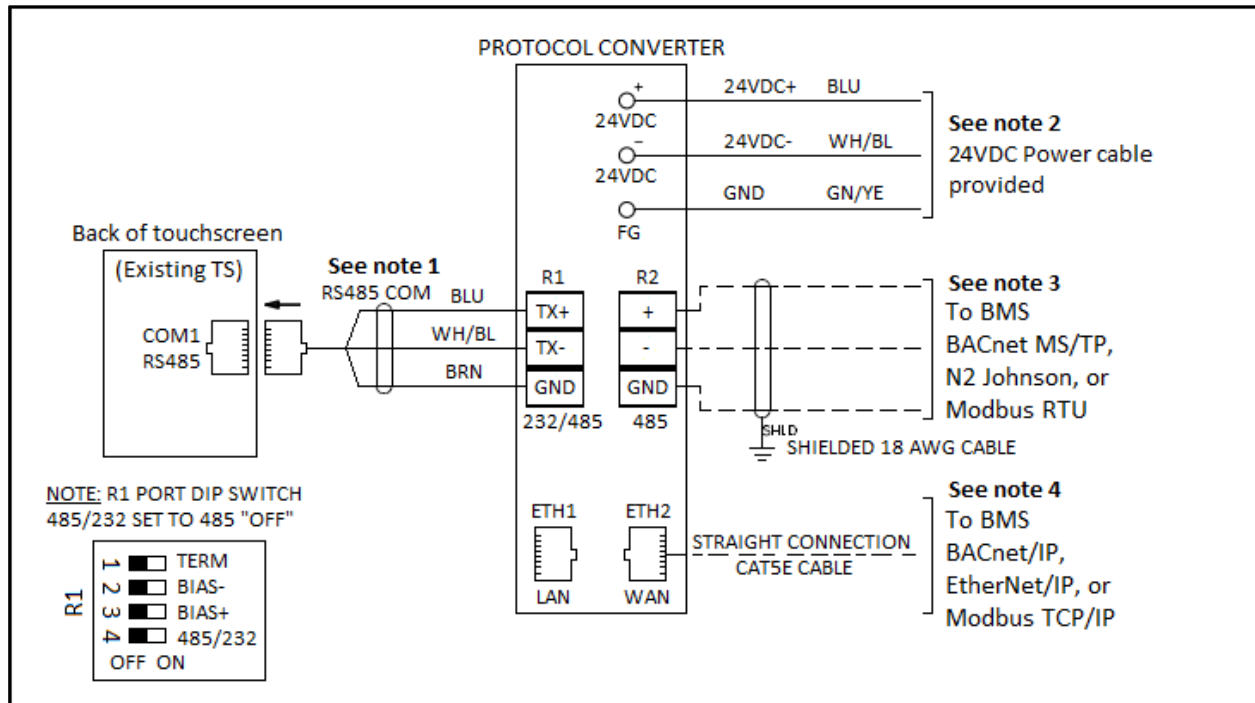 PROTOCOL CONVERTER
+
24VDC
24VDC+ BLU
−
24VDC
24VDC- WH/BL
FG
GND GN/YE
See note 2
24VDC Power cable
provided
Back of touchscreen
(Existing TS)
COM1
RS485
See note 1
RS485 COM
BLU
WH/BL
BRN
R1
TX+
TX-
GND
232/485
R2
+
-
GND
485
SHLD
SHIELDED 18 AWG CABLE
See note 3
To BMS
BACnet MS/TP,
N2 Johnson, or
Modbus RTU
NOTE: R1 PORT DIP SWITCH
485/232 SET TO 485 "OFF"
R1
1 TERM
2 BIAS-
3 BIAS+
4 485/232
OFF ON
ETH1
LAN
ETH2
WAN
STRAIGHT CONNECTION
CAT5E CABLE
See note 4
To BMS
BACnet/IP,
EtherNet/IP, or
Modbus TCP/IP